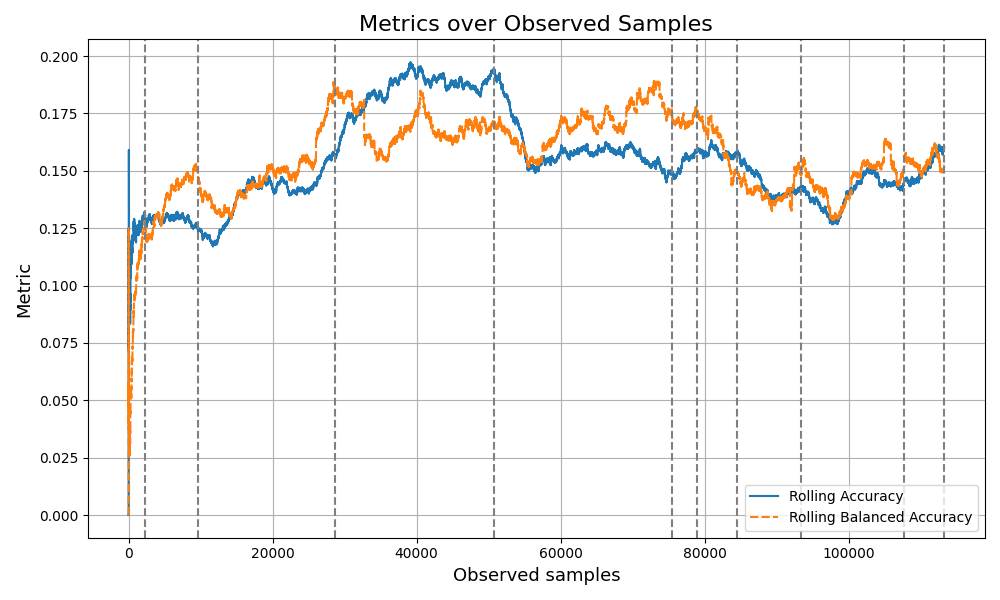 Metrics over Observed Samples
Metric
0.200
0.175
0.150
0.125
0.100
0.075
0.050
0.025
0.000
Rolling Accuracy
Rolling Balanced Accuracy
0 20000 40000 60000 80000 100000
Observed samples